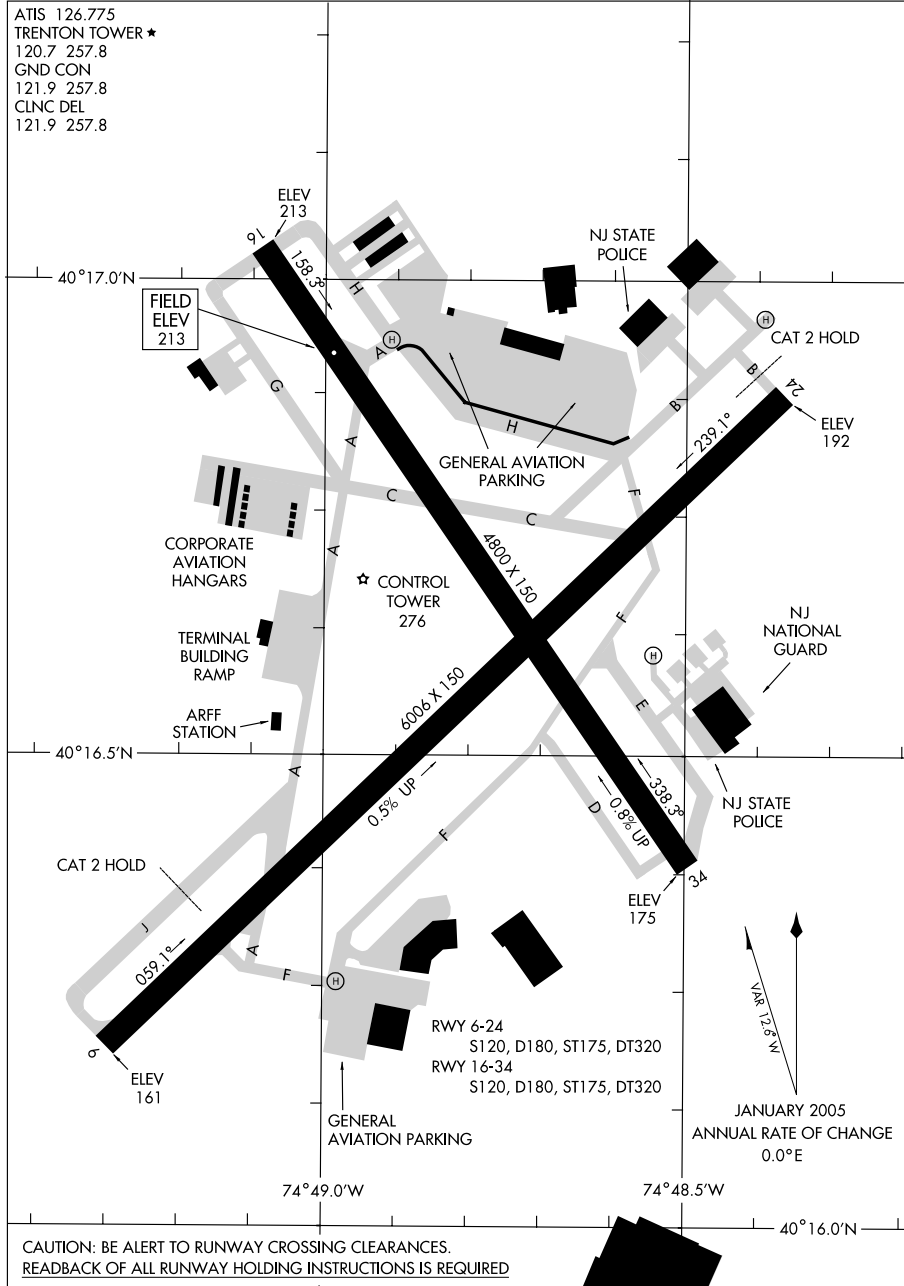 ATIS 126.775
TRENTON TOWER ★
120.7 257.8
GND CON
121.9 257.8
CLNC DEL
121.9 257.8
ELEV
213
16
158.3°
H
NJ STATE
POLICE
40°17.0'N
FIELD
ELEV
213
H
A
CAT 2 HOLD
G
B
B
24
ELEV
192
239.1°
H
A
GENERAL AVIATION
PARKING
F
C
C
CORPORATE
AVIATION
HANGARS
A
4800 X 150
CONTROL
TOWER
276
F
NJ
NATIONAL
GUARD
TERMINAL
BUILDING
RAMP
H
6006 X 150
E
ARFF
STATION
40°16.5'N
A
0.5% UP
338.3°
0.8% UP
D
NJ STATE
POLICE
F
CAT 2 HOLD
34
ELEV
175
J
059.1°
A
F
H
VAR 12.6° W
RWY 6-24
S120, D180, ST175, DT320
RWY 16-34
S120, D180, ST175, DT320
6
ELEV
161
GENERAL
AVIATION PARKING
JANUARY 2005
ANNUAL RATE OF CHANGE
0.0°E
74°49.0'W
74°48.5'W
40°16.0'N
CAUTION: BE ALERT TO RUNWAY CROSSING CLEARANCES.
READBACK OF ALL RUNWAY HOLDING INSTRUCTIONS IS REQUIRED